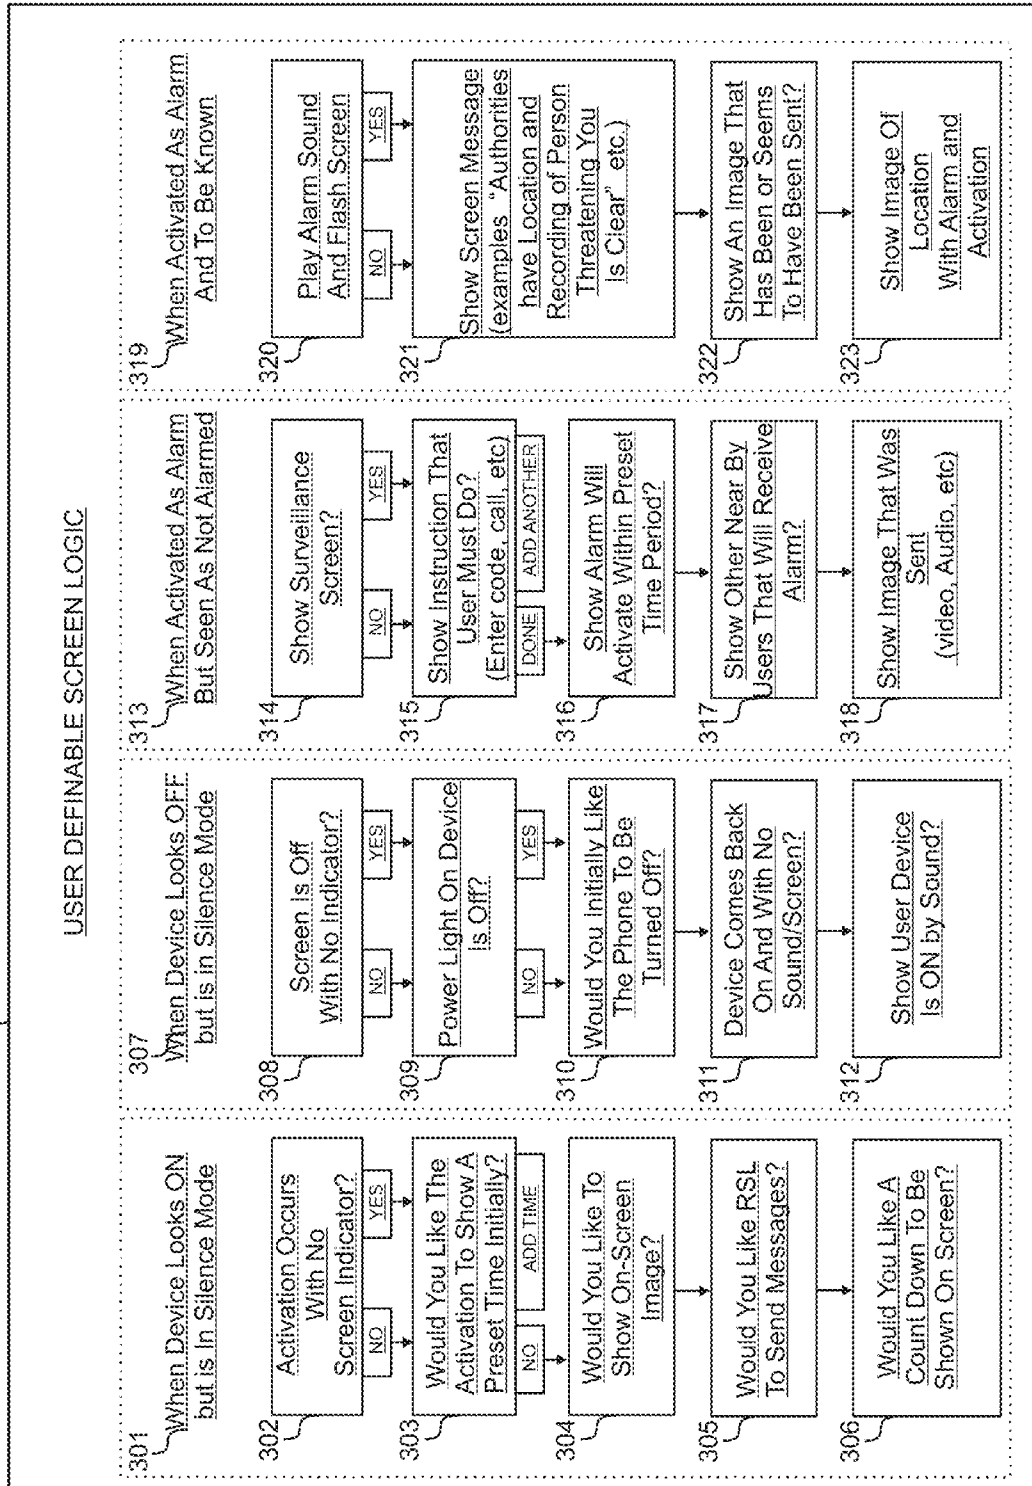 USER DEFINABLE SCREEN LOGIC
301
When Device Looks ON
but is In Silence Mode
302
Activation Occurs
With No
Screen Indicator?
NO
YES
303
Would You Like The
Activation To Show A
Preset Time Initially?
NO
ADD TIME
304
Would You Like To
Show On-Screen
Image?
305
Would You Like RSL
To Send Messages?
306
Would You Like A
Count Down To Be
Shown On Screen?
307
When Device Looks OFF
but is in Silence Mode
308
Screen Is Off
With No Indicator?
NO
YES
309
Power Light On Device
Is Off?
NO
YES
310
Would You Initially Like
The Phone To Be
Turned Off?
311
Device Comes Back
On And With No
Sound/Screen?
312
Show User Device
Is ON by Sound?
313
When Activated As Alarm
But Seen As Not Alarmed
314
Show Surveillance
Screen?
NO
YES
315
Show Instruction That
User Must Do?
(Enter code, call, etc)
DONE
ADD ANOTHER
316
Show Alarm Will
Activate Within Preset
Time Period?
317
Show Other Near By
Users That Will Receive
Alarm?
318
Show Image That Was
Sent
(video, Audio, etc)
319
When Activated As Alarm
And To Be Known
320
Play Alarm Sound
And Flash Screen
NO
YES
321
Show Screen Message
(examples "Authorities
have Location and
Recording of Person
Threatening You
Is Clear" etc.)
322
Show An Image That
Has Been or Seems
To Have Been Sent?
323
Show Image Of
Location
With Alarm and
Activation